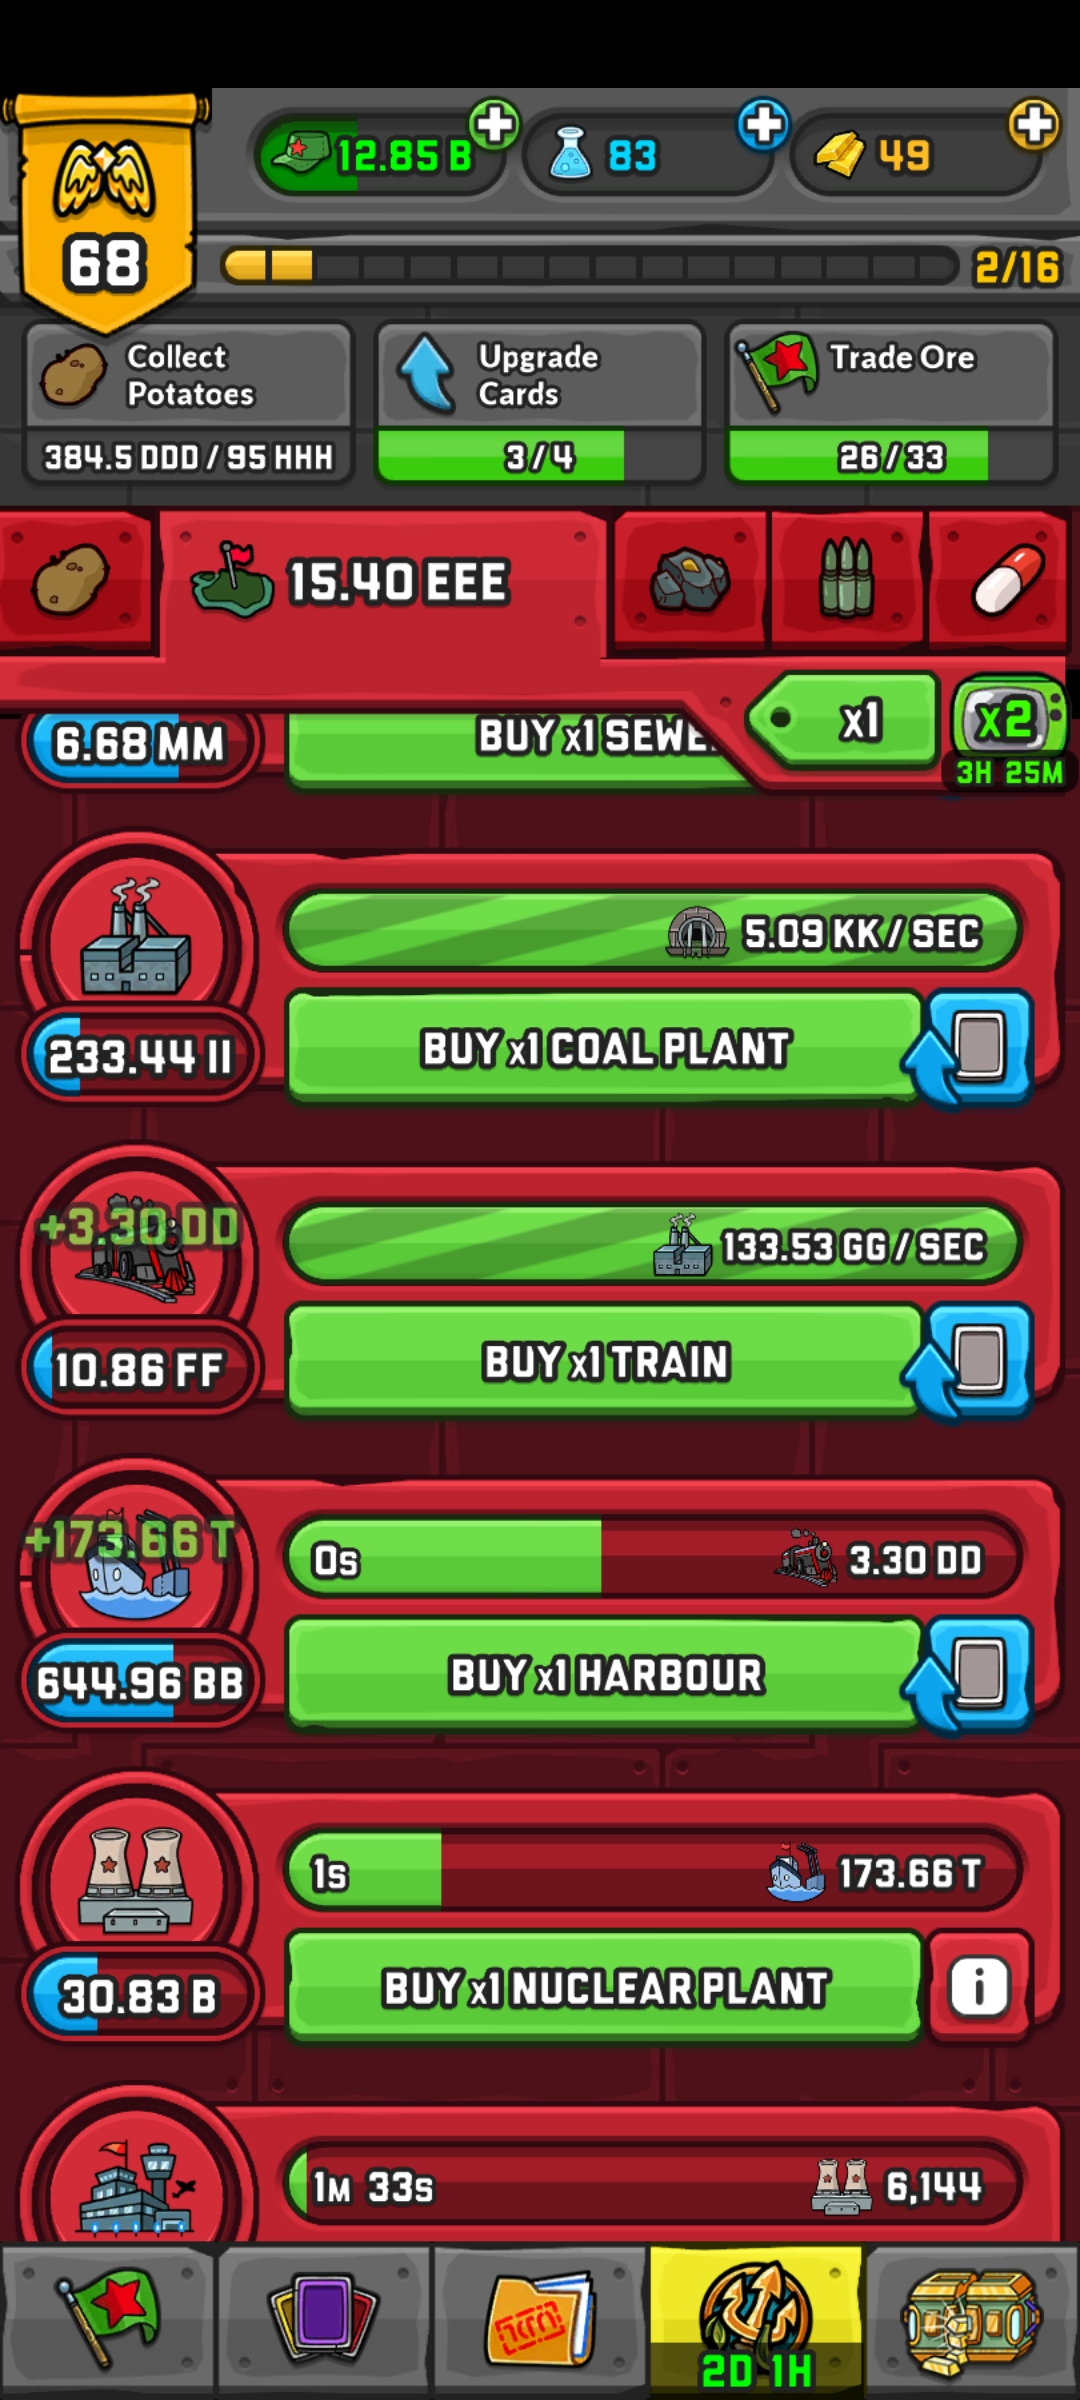 12.85 B
83
49
68
2/16
Collect
Potatoes
384.5 DDD / 95 HHH
Upgrade
Cards
3/4
Trade Ore
26/33
15.40 EEE
x1
x2
3H 25M
6.68 MM
BUY x1 SEWE
5.09 KK / SEC
233.44 II
BUY x1 COAL PLANT
+3.30 DD
133.53 GG / SEC
10.86 FF
BUY x1 TRAIN
+173.66 T
0s
3.30 DD
644.96 BB
BUY x1 HARBOUR
1s
173.66 T
30.83 B
BUY x1 NUCLEAR PLANT
i
1M 33s
6,144
2D 1H